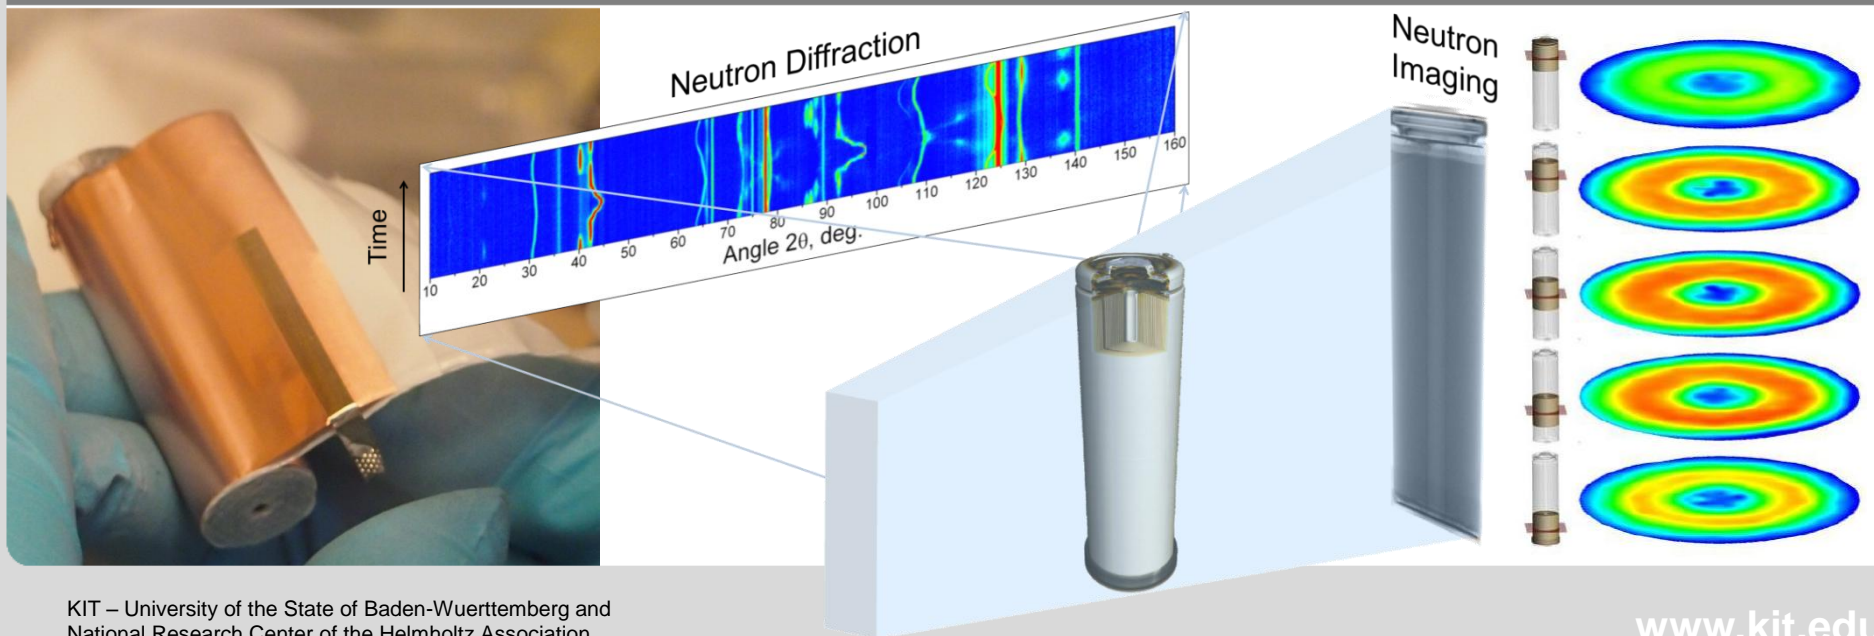 Neutron Diffraction
Time
10 20 30 40 50 60 70 80 90 100 110 120 130 140 150 160
Angle 2θ, deg.
Neutron
Imaging
KIT – University of the State of Baden-Wuerttemberg and
National Research Center of the Helmholtz Association
www.kit.edu